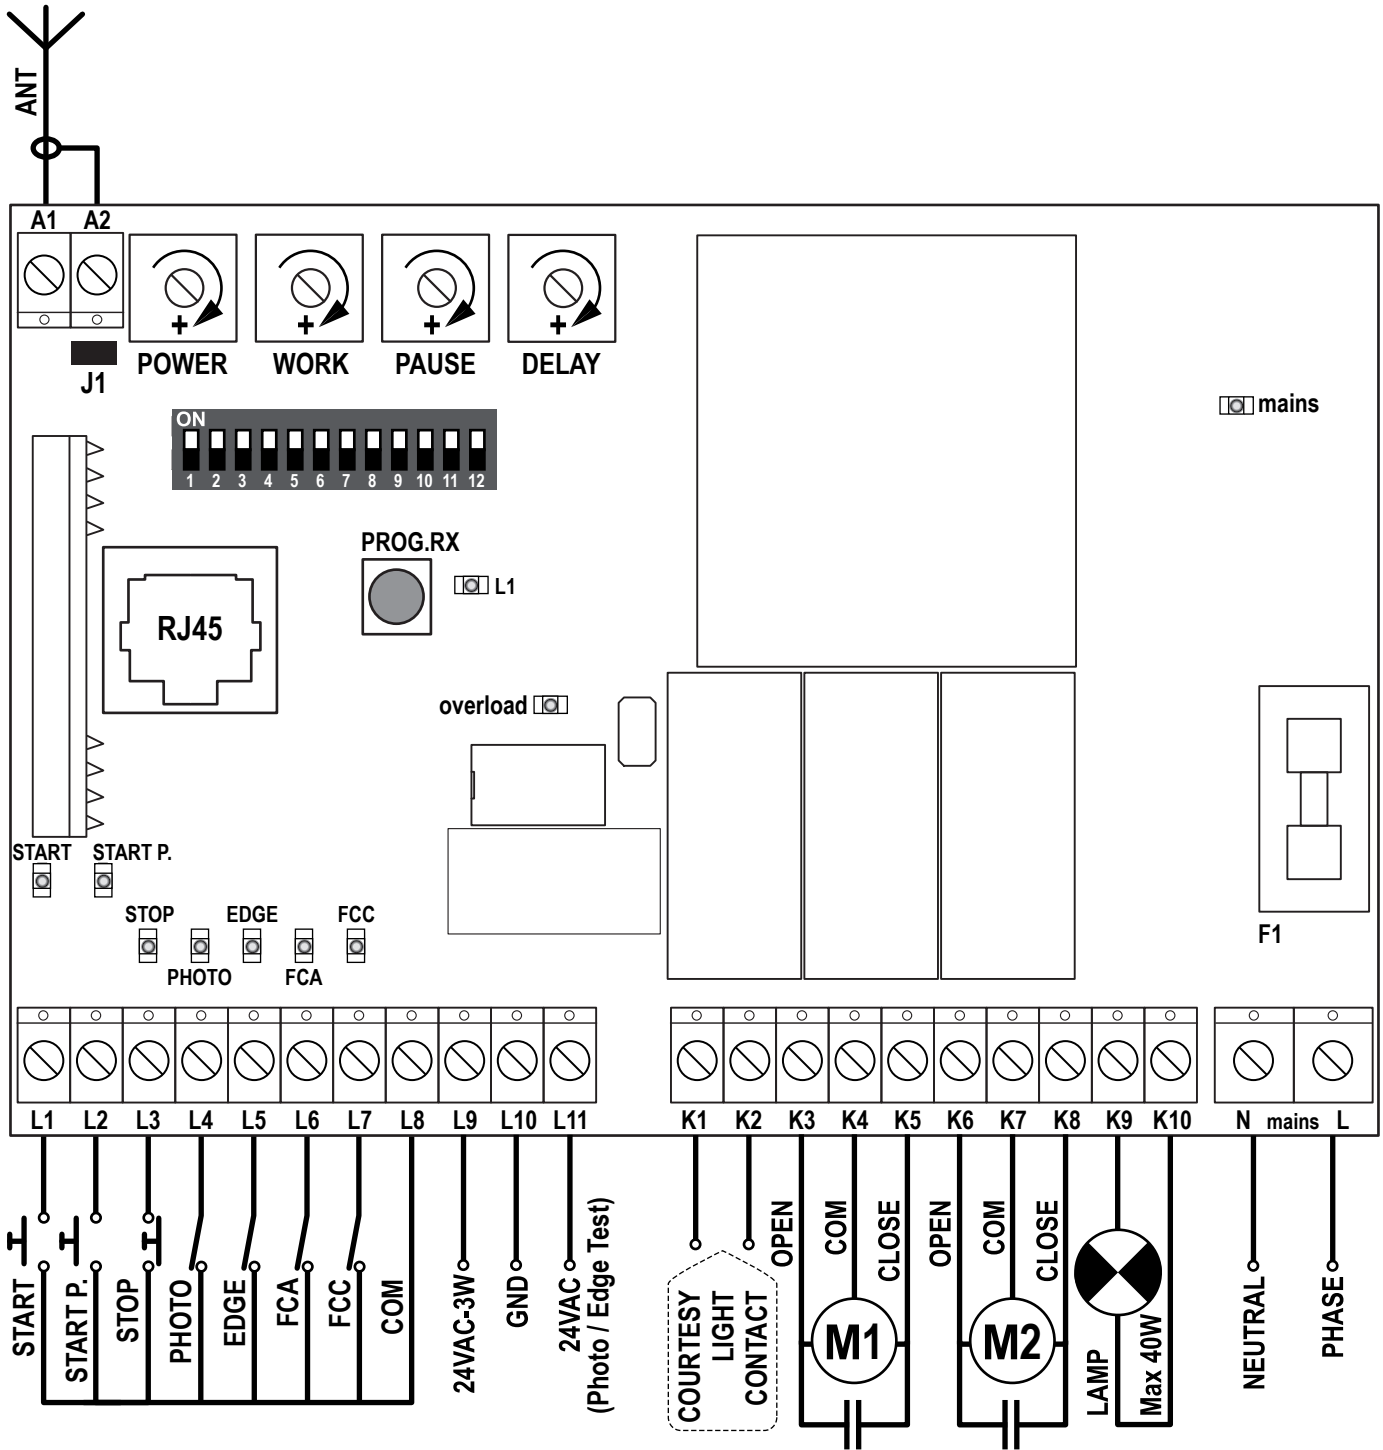 ANT
A1 A2
POWER WORK PAUSE DELAY
J1
ON
1 2 3 4 5 6 7 8 9 10 11 12
mains
PROG.RX
L1
RJ45
overload
START START P.
STOP EDGE FCC
PHOTO FCA
F1
L1 L2 L3 L4 L5 L6 L7 L8 L9 L10 L11
K1 K2 K3 K4 K5 K6 K7 K8 K9 K10
N mains L
START
START P.
STOP
PHOTO
EDGE
FCA
FCC
COM
24VAC-3W
GND
24VAC
(Photo / Edge Test)
COURTESY
LIGHT
CONTACT
OPEN
COM
CLOSE
M1
OPEN
COM
CLOSE
M2
LAMP
Max 40W
NEUTRAL
PHASE